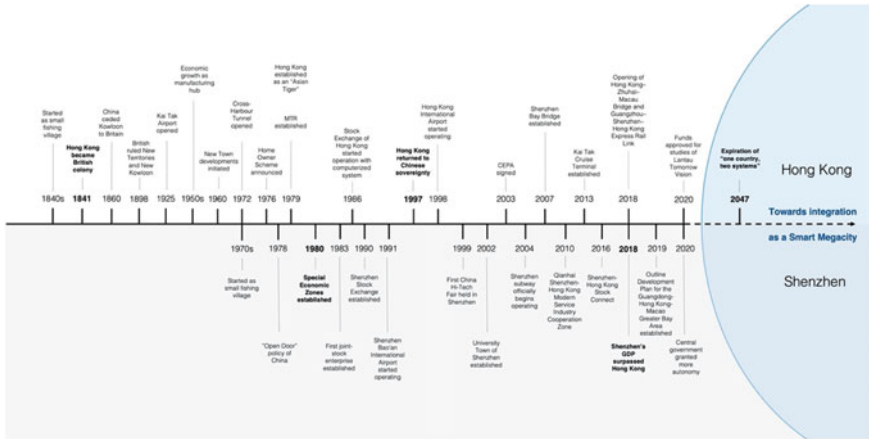 Started
as small
fishing
village
1840s
Hong Kong
became
British
colony
1841
China
ceded
Kowloon
to Britain
1860
British
ruled New
Territories
and New
Kowloon
1898
Kai Tak
Airport
opened
1925
Economic
growth as
manufacturing
hub
1950s
New Town
developments
initiated
1960
Cross-
Harbour
Tunnel
opened
1972
Home
Owner
Scheme
announced
1976
Hong Kong
established
as an "Asian
Tiger"
MTR
established
1979
Stock
Exchange of
Hong Kong
started
operation with
computerized
system
1986
Hong Kong
returned to
Chinese
sovereignty
1997
Hong Kong
International
Airport
started
operating
1998
CEPA
signed
2003
Shenzhen
Bay Bridge
established
2007
Kai Tak
Cruise
Terminal
established
2013
Opening of
Hong Kong-
Zhuhai-
Macau
Bridge and
Guangzhou-
Shenzhen-
Hong Kong
Express Rail
Link
2018
Funds
approved for
studies of
Lantau
Tomorrow
Vision
2020
Expiration of
"one country,
two systems"
2047
Hong Kong
Towards integration
as a Smart Megacity
Shenzhen
1970s
Started as
small fishing
village
1978
"Open Door"
policy of
China
1980
Special
Economic
Zones
established
1983
First joint-
stock
enterprise
established
1990
Shenzhen
Stock
Exchange
established
1991
Shenzhen
Bao'an
International
Airport
started
operating
1999
First China
Hi-Tech
Fair held in
Shenzhen
2002
University
Town of
Shenzhen
established
2004
Shenzhen
subway
officially
begins
operating
2010
Qianhai
Shenzhen-
Hong Kong
Modern
Service
Industry
Cooperation
Zone
2016
Shenzhen-
Hong Kong
Stock
Connect
2018
Shenzhen's
GDP
surpassed
Hong Kong
2019
Outline
Development
Plan for the
Guangdong-
Hong Kong-
Macao
Greater Bay
Area
established
2020
Central
government
granted
more
autonomy